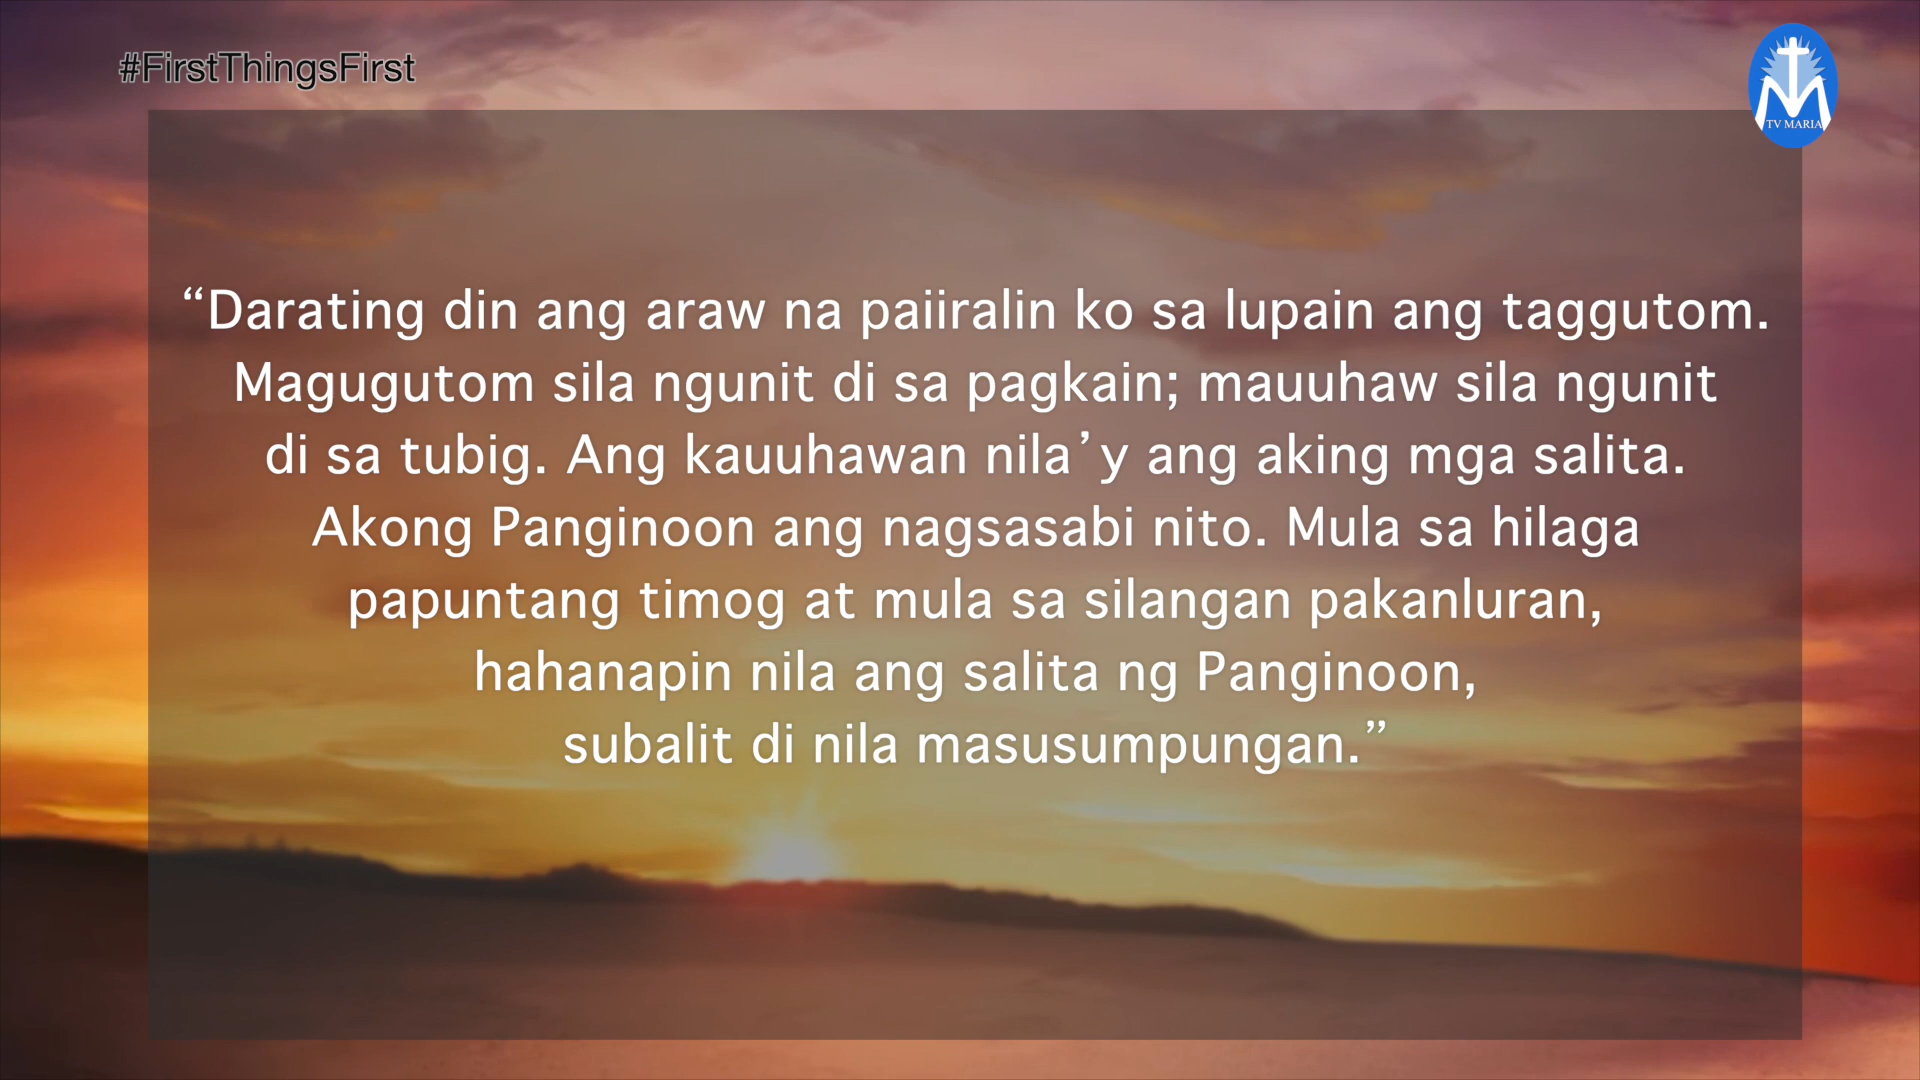 #FirstThingsFirst
TV MARIA
“Darating din ang araw na paiiralin ko sa lupain ang taggutom.
Magugutom sila ngunit di sa pagkain; mauuhaw sila ngunit
di sa tubig. Ang kauuhawan nila’y ang aking mga salita.
Akong Panginoon ang nagsasabi nito. Mula sa hilaga
papuntang timog at mula sa silangan pakanluran,
hahanapin nila ang salita ng Panginoon,
subalit di nila masusumpungan.”